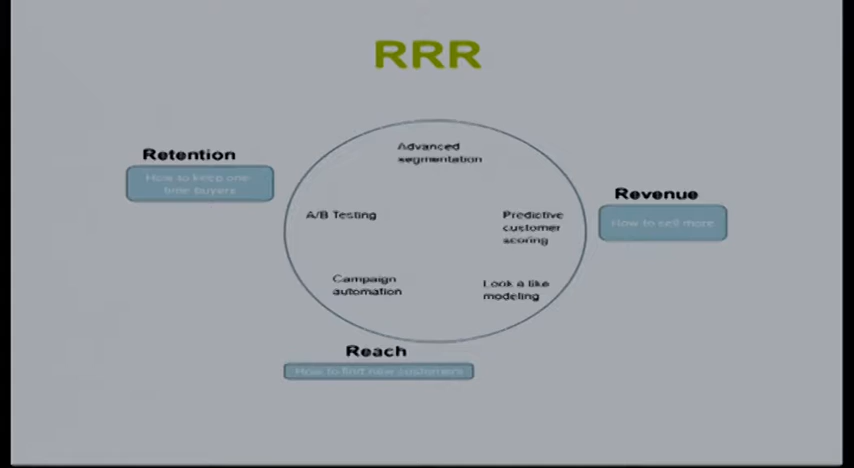 RRR
Advanced
segmentation
Retention
How to keep one
time buyers
Revenue
How to sell more
A/B Testing
Predictive
customer
scoring
Campaign
automation
Look a like
modeling
Reach
How to find new customers